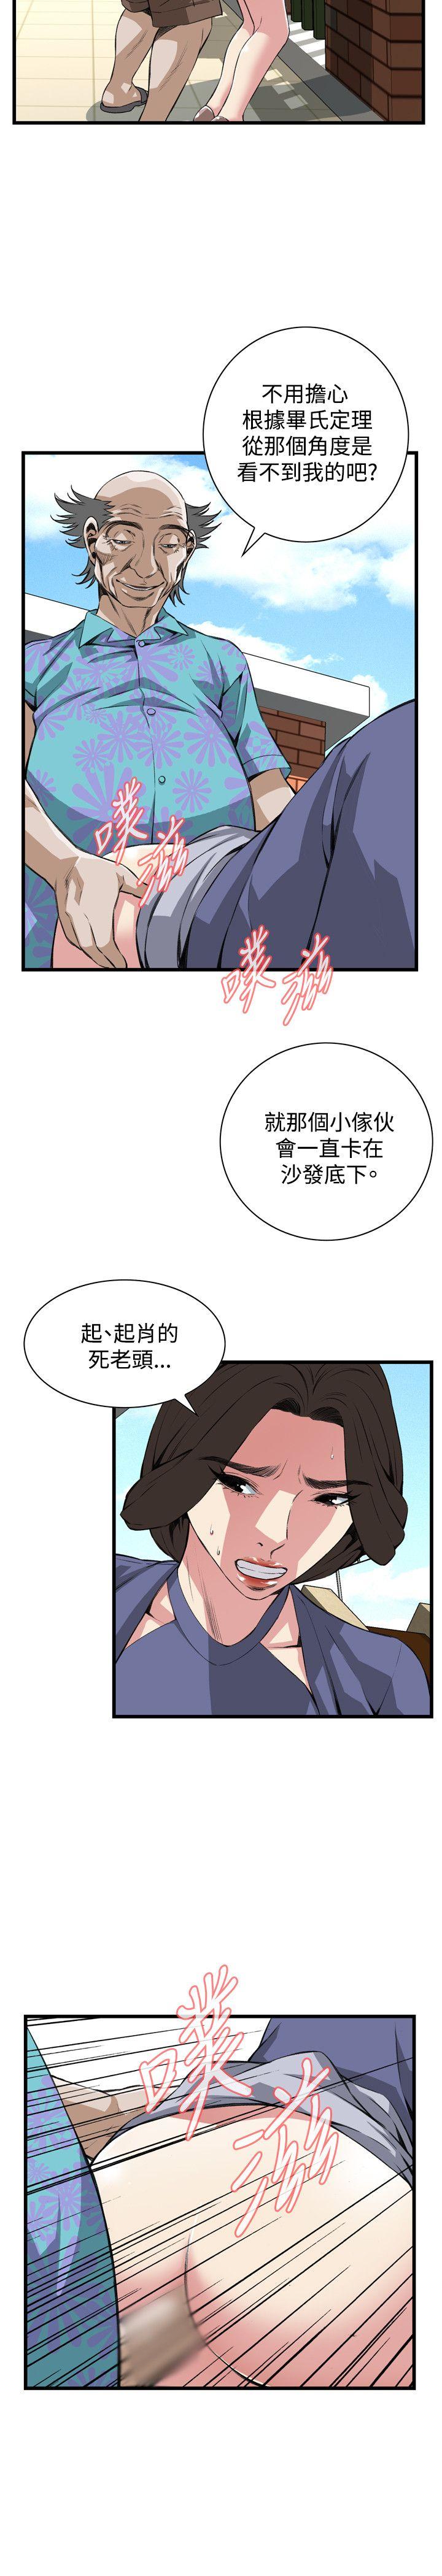 不用擔心
根據畢氏定理
從那個角度是
看不到我的吧?
噗滋
噗滋
就那個小傢伙
會一直卡在
沙發底下。
起、起肖的
死老頭...
噗滋